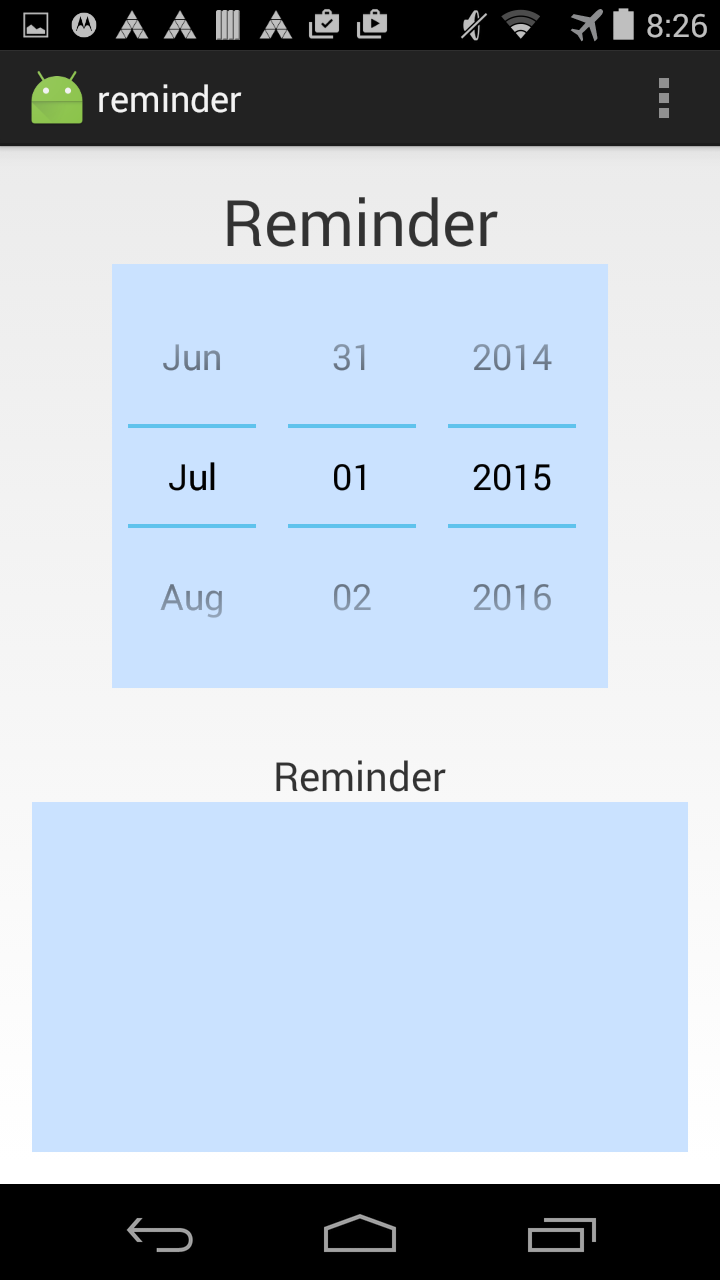 8:26
reminder
Reminder
Jun 31 2014
Jul 01 2015
Aug 02 2016
Reminder